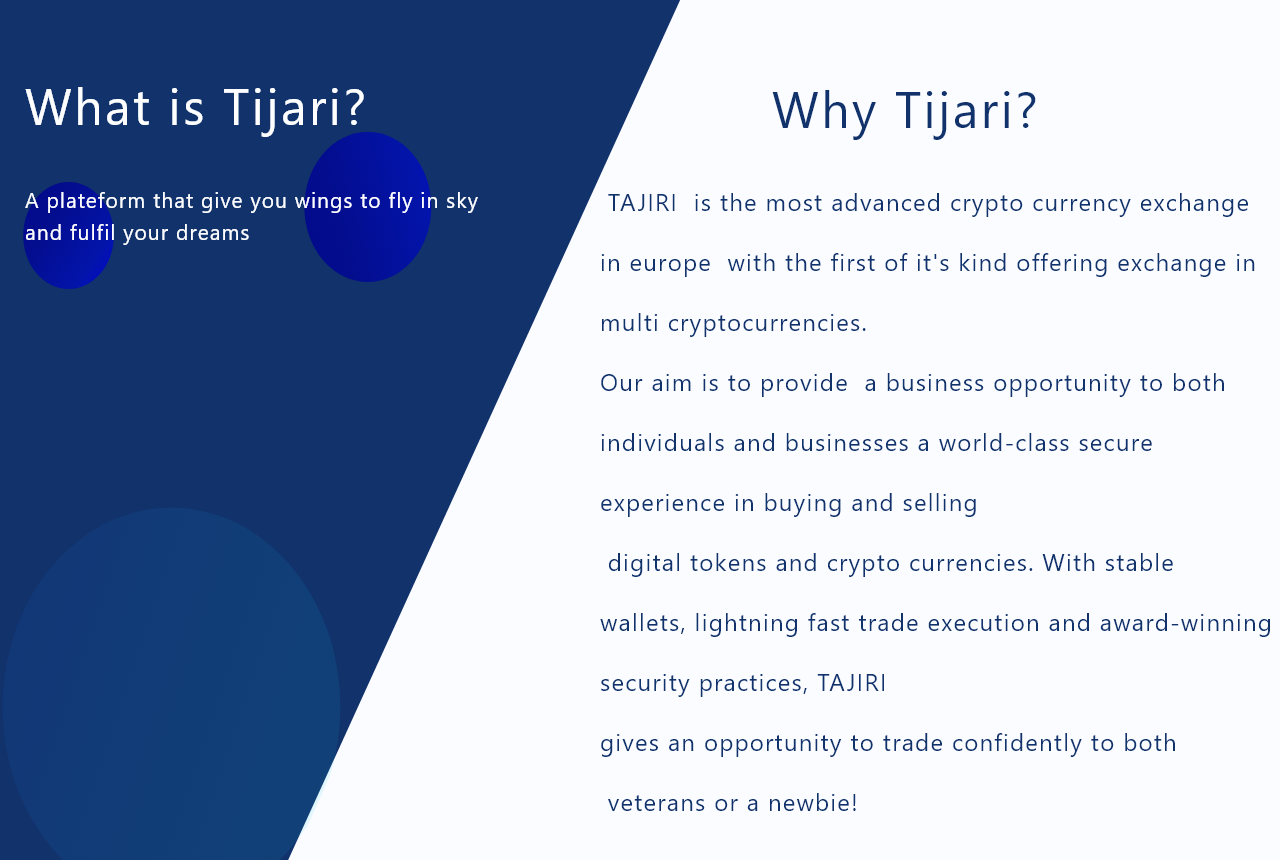 What is Tijari?
A plateform that give you wings to fly in sky
and fulfil your dreams
Why Tijari?
TAJIRI  is the most advanced crypto currency exchange
in europe  with the first of it's kind offering exchange in
multi cryptocurrencies.
Our aim is to provide  a business opportunity to both
individuals and businesses a world-class secure
experience in buying and selling
digital tokens and crypto currencies. With stable
wallets, lightning fast trade execution and award-winning
security practices, TAJIRI
gives an opportunity to trade confidently to both
veterans or a newbie!